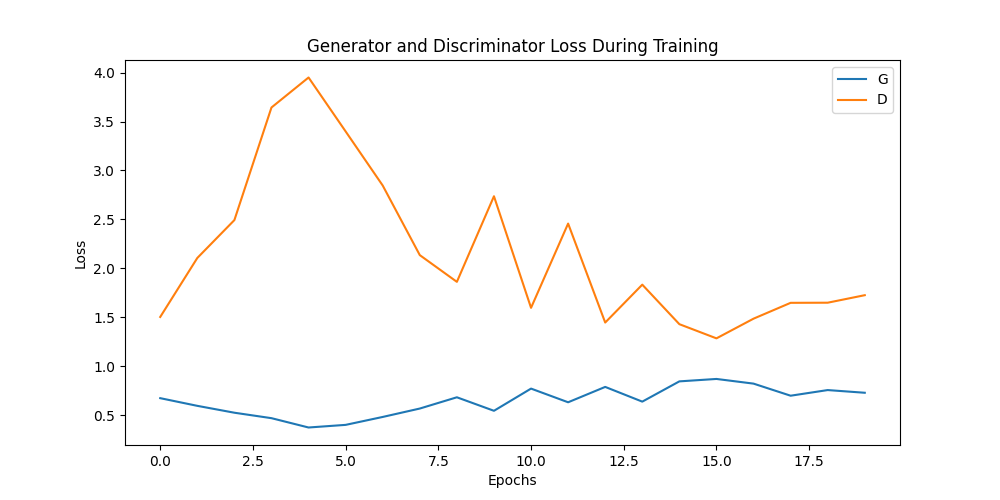 Generator and Discriminator Loss During Training
G
D
4.0
3.5
3.0
2.5
2.0
1.5
1.0
0.5
Loss
0.0 2.5 5.0 7.5 10.0 12.5 15.0 17.5
Epochs